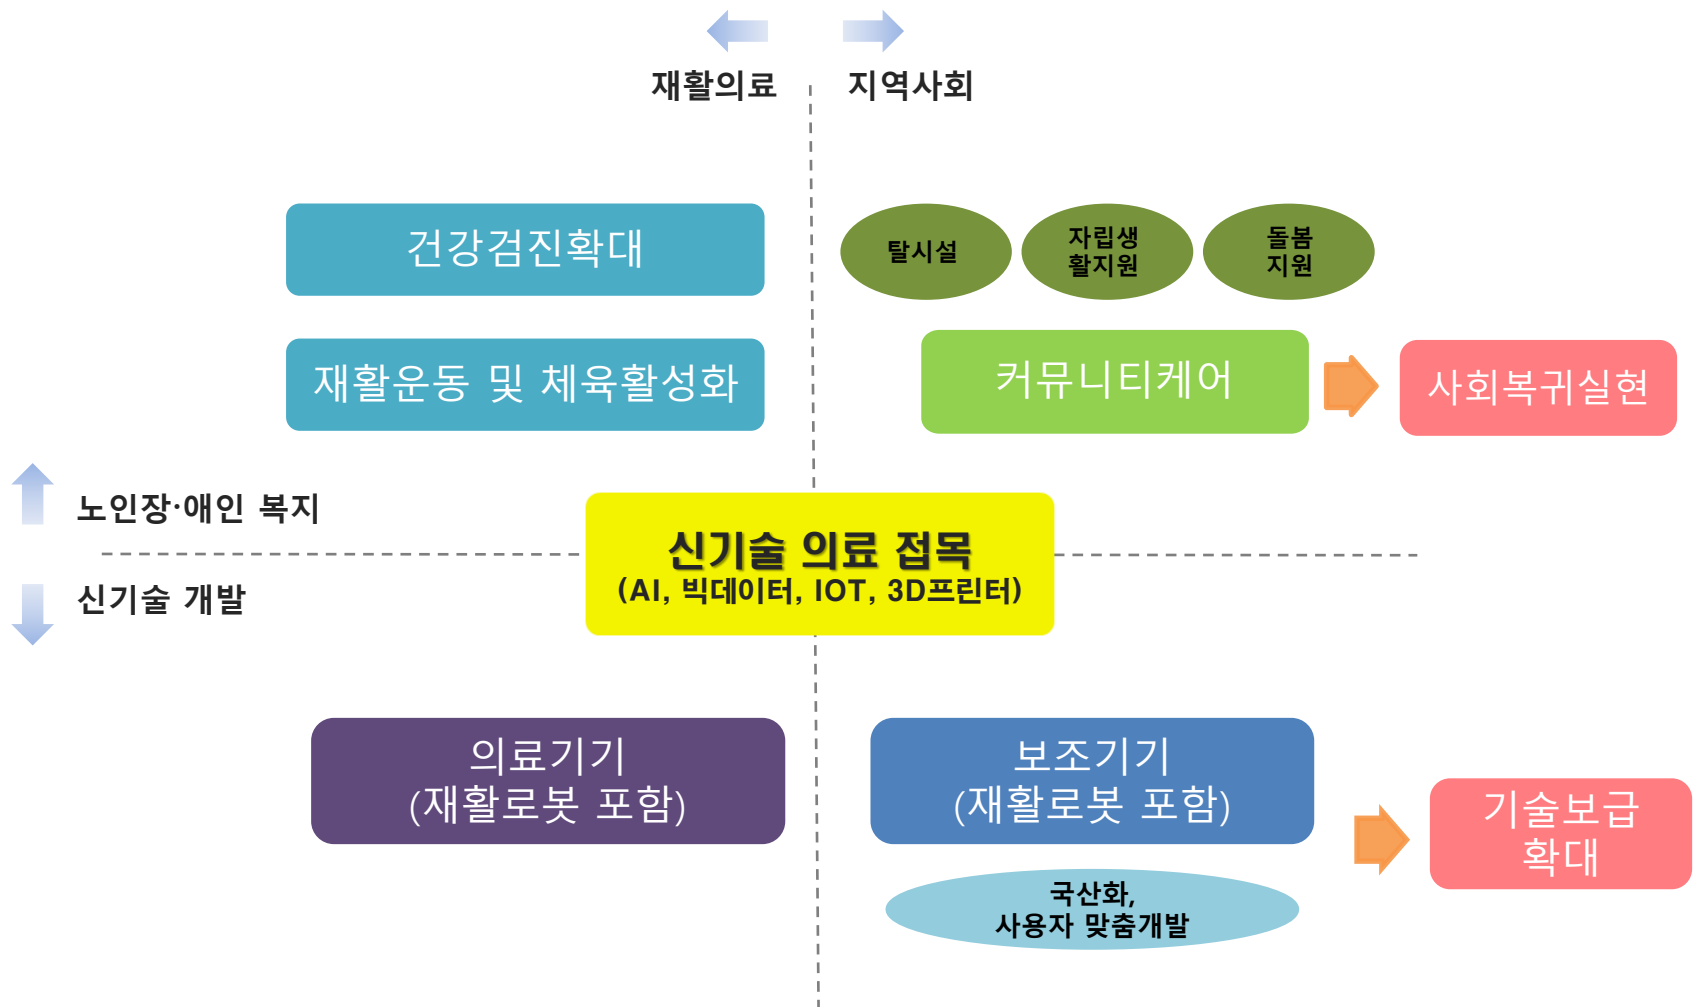 재활의료
지역사회
건강검진확대
재활운동 및 체육활성화
탈시설
자립생
활지원
돌봄
지원
커뮤니티케어
사회복귀실현
노인장·애인 복지
신기술 개발
신기술 의료 접목
(AI, 빅데이터, IOT, 3D프린터)
의료기기
(재활로봇 포함)
보조기기
(재활로봇 포함)
국산화,
사용자 맞춤개발
기술보급
확대